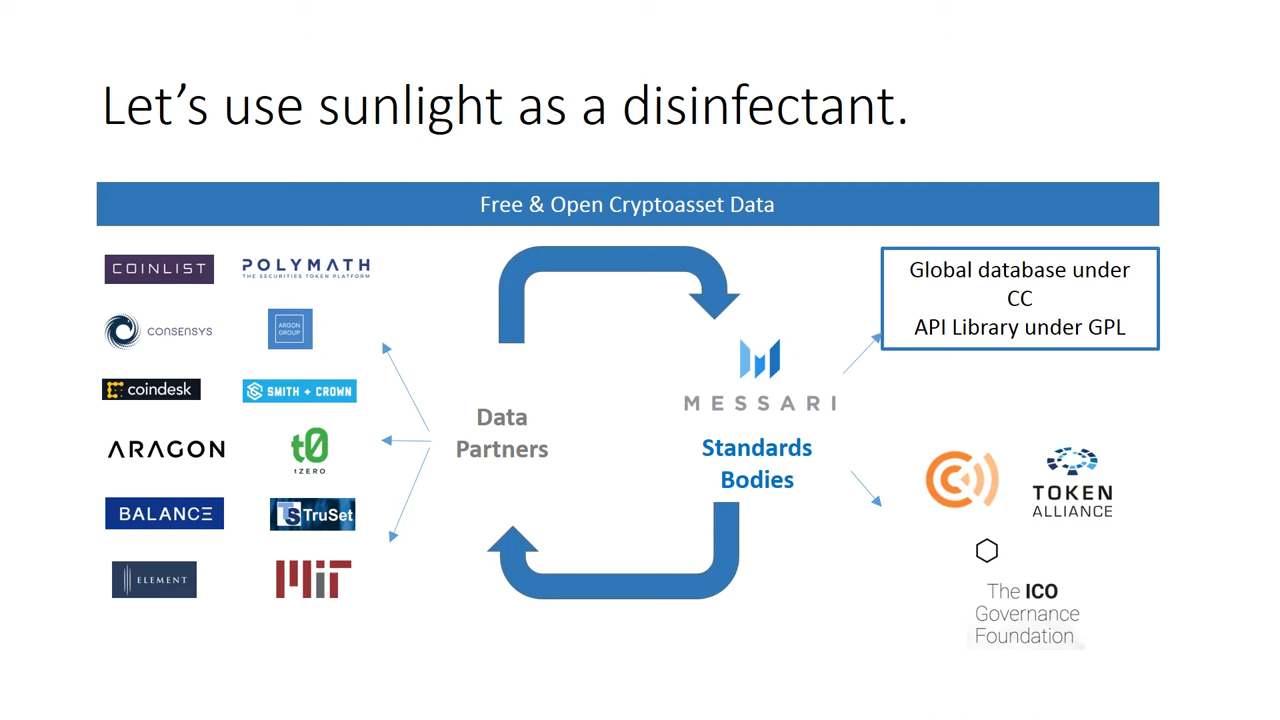 Let's use sunlight as a disinfectant.
Free & Open Cryptoasset Data
COINLIST
POLYMATH
THE SECURITIES TOKEN PLATFORM
CONSENSYS
ARGON
GROUP
coindesk
SMITH + CROWN
ARAGON
t0
tZERO
BALANCE
TS TruSet
ELEMENT
MIT
Data
Partners
MESSARI
Standards
Bodies
Global database under
CC
API Library under GPL
TOKEN
ALLIANCE
The ICO
Governance
Foundation